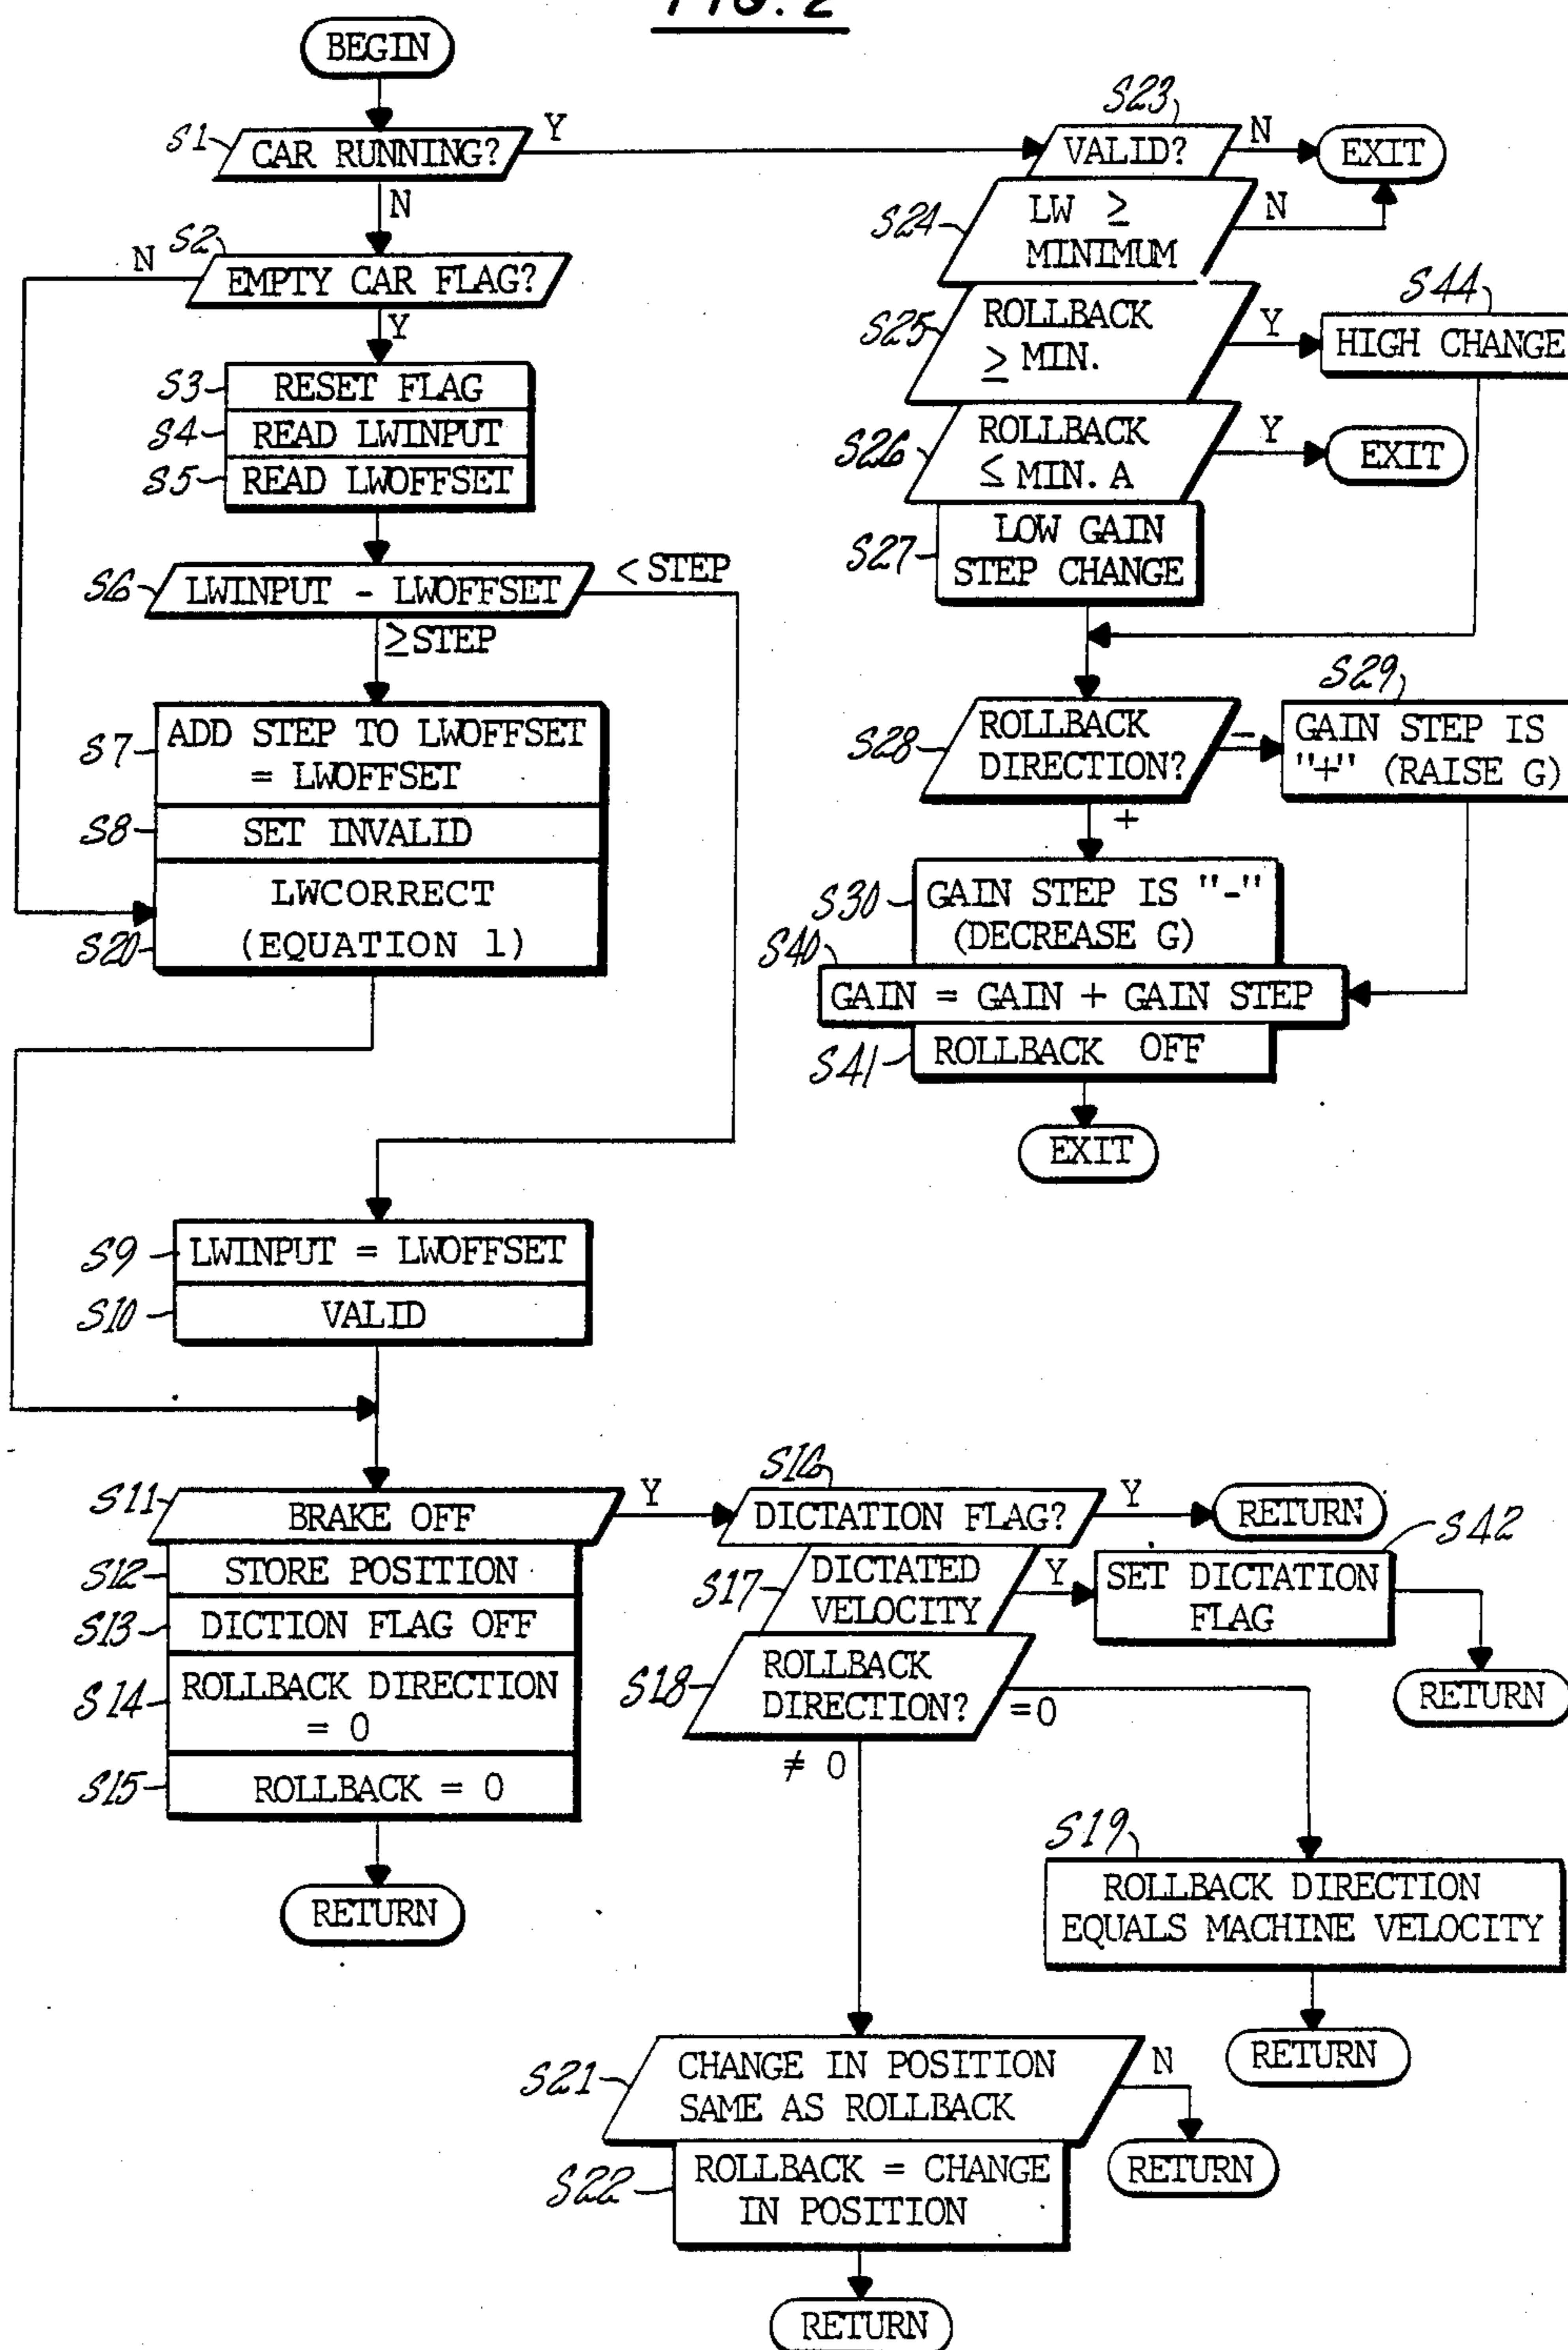 FIG. 2
BEGIN
S1
CAR RUNNING?
Y
N
S2
N
EMPTY CAR FLAG?
Y
S3
RESET FLAG
S4
READ LWINPUT
S5
READ LWOFFSET
S6
LWINPUT - LWOFFSET
< STEP
≥ STEP
S7
ADD STEP TO LWOFFSET
= LWOFFSET
S8
SET INVALID
LWCORRECT
S20
(EQUATION 1)
S9
LWINPUT = LWOFFSET
S10
VALID
S11
BRAKE OFF
Y
S12
STORE POSITION
S13
DICTION FLAG OFF
S14
ROLLBACK DIRECTION
= 0
S15
ROLLBACK = 0
RETURN
S23
VALID?
N
EXIT
S24
LW ≥
MINIMUM
N
S25
ROLLBACK
≥ MIN.
Y
S44
HIGH CHANGE
S26
ROLLBACK
≤ MIN. A
Y
EXIT
S27
LOW GAIN
STEP CHANGE
S28
ROLLBACK
DIRECTION?
-
+
S29
GAIN STEP IS
"+" (RAISE G)
S30
GAIN STEP IS "-"
(DECREASE G)
S40
GAIN = GAIN + GAIN STEP
S41
ROLLBACK OFF
EXIT
S16
DICTATION FLAG?
Y
RETURN
S17
DICTATED
VELOCITY
Y
S42
SET DICTATION
FLAG
RETURN
S18
ROLLBACK
DIRECTION?
=0
≠ 0
S19
ROLLBACK DIRECTION
EQUALS MACHINE VELOCITY
RETURN
S21
CHANGE IN POSITION
SAME AS ROLLBACK
N
RETURN
S22
ROLLBACK = CHANGE
IN POSITION
RETURN